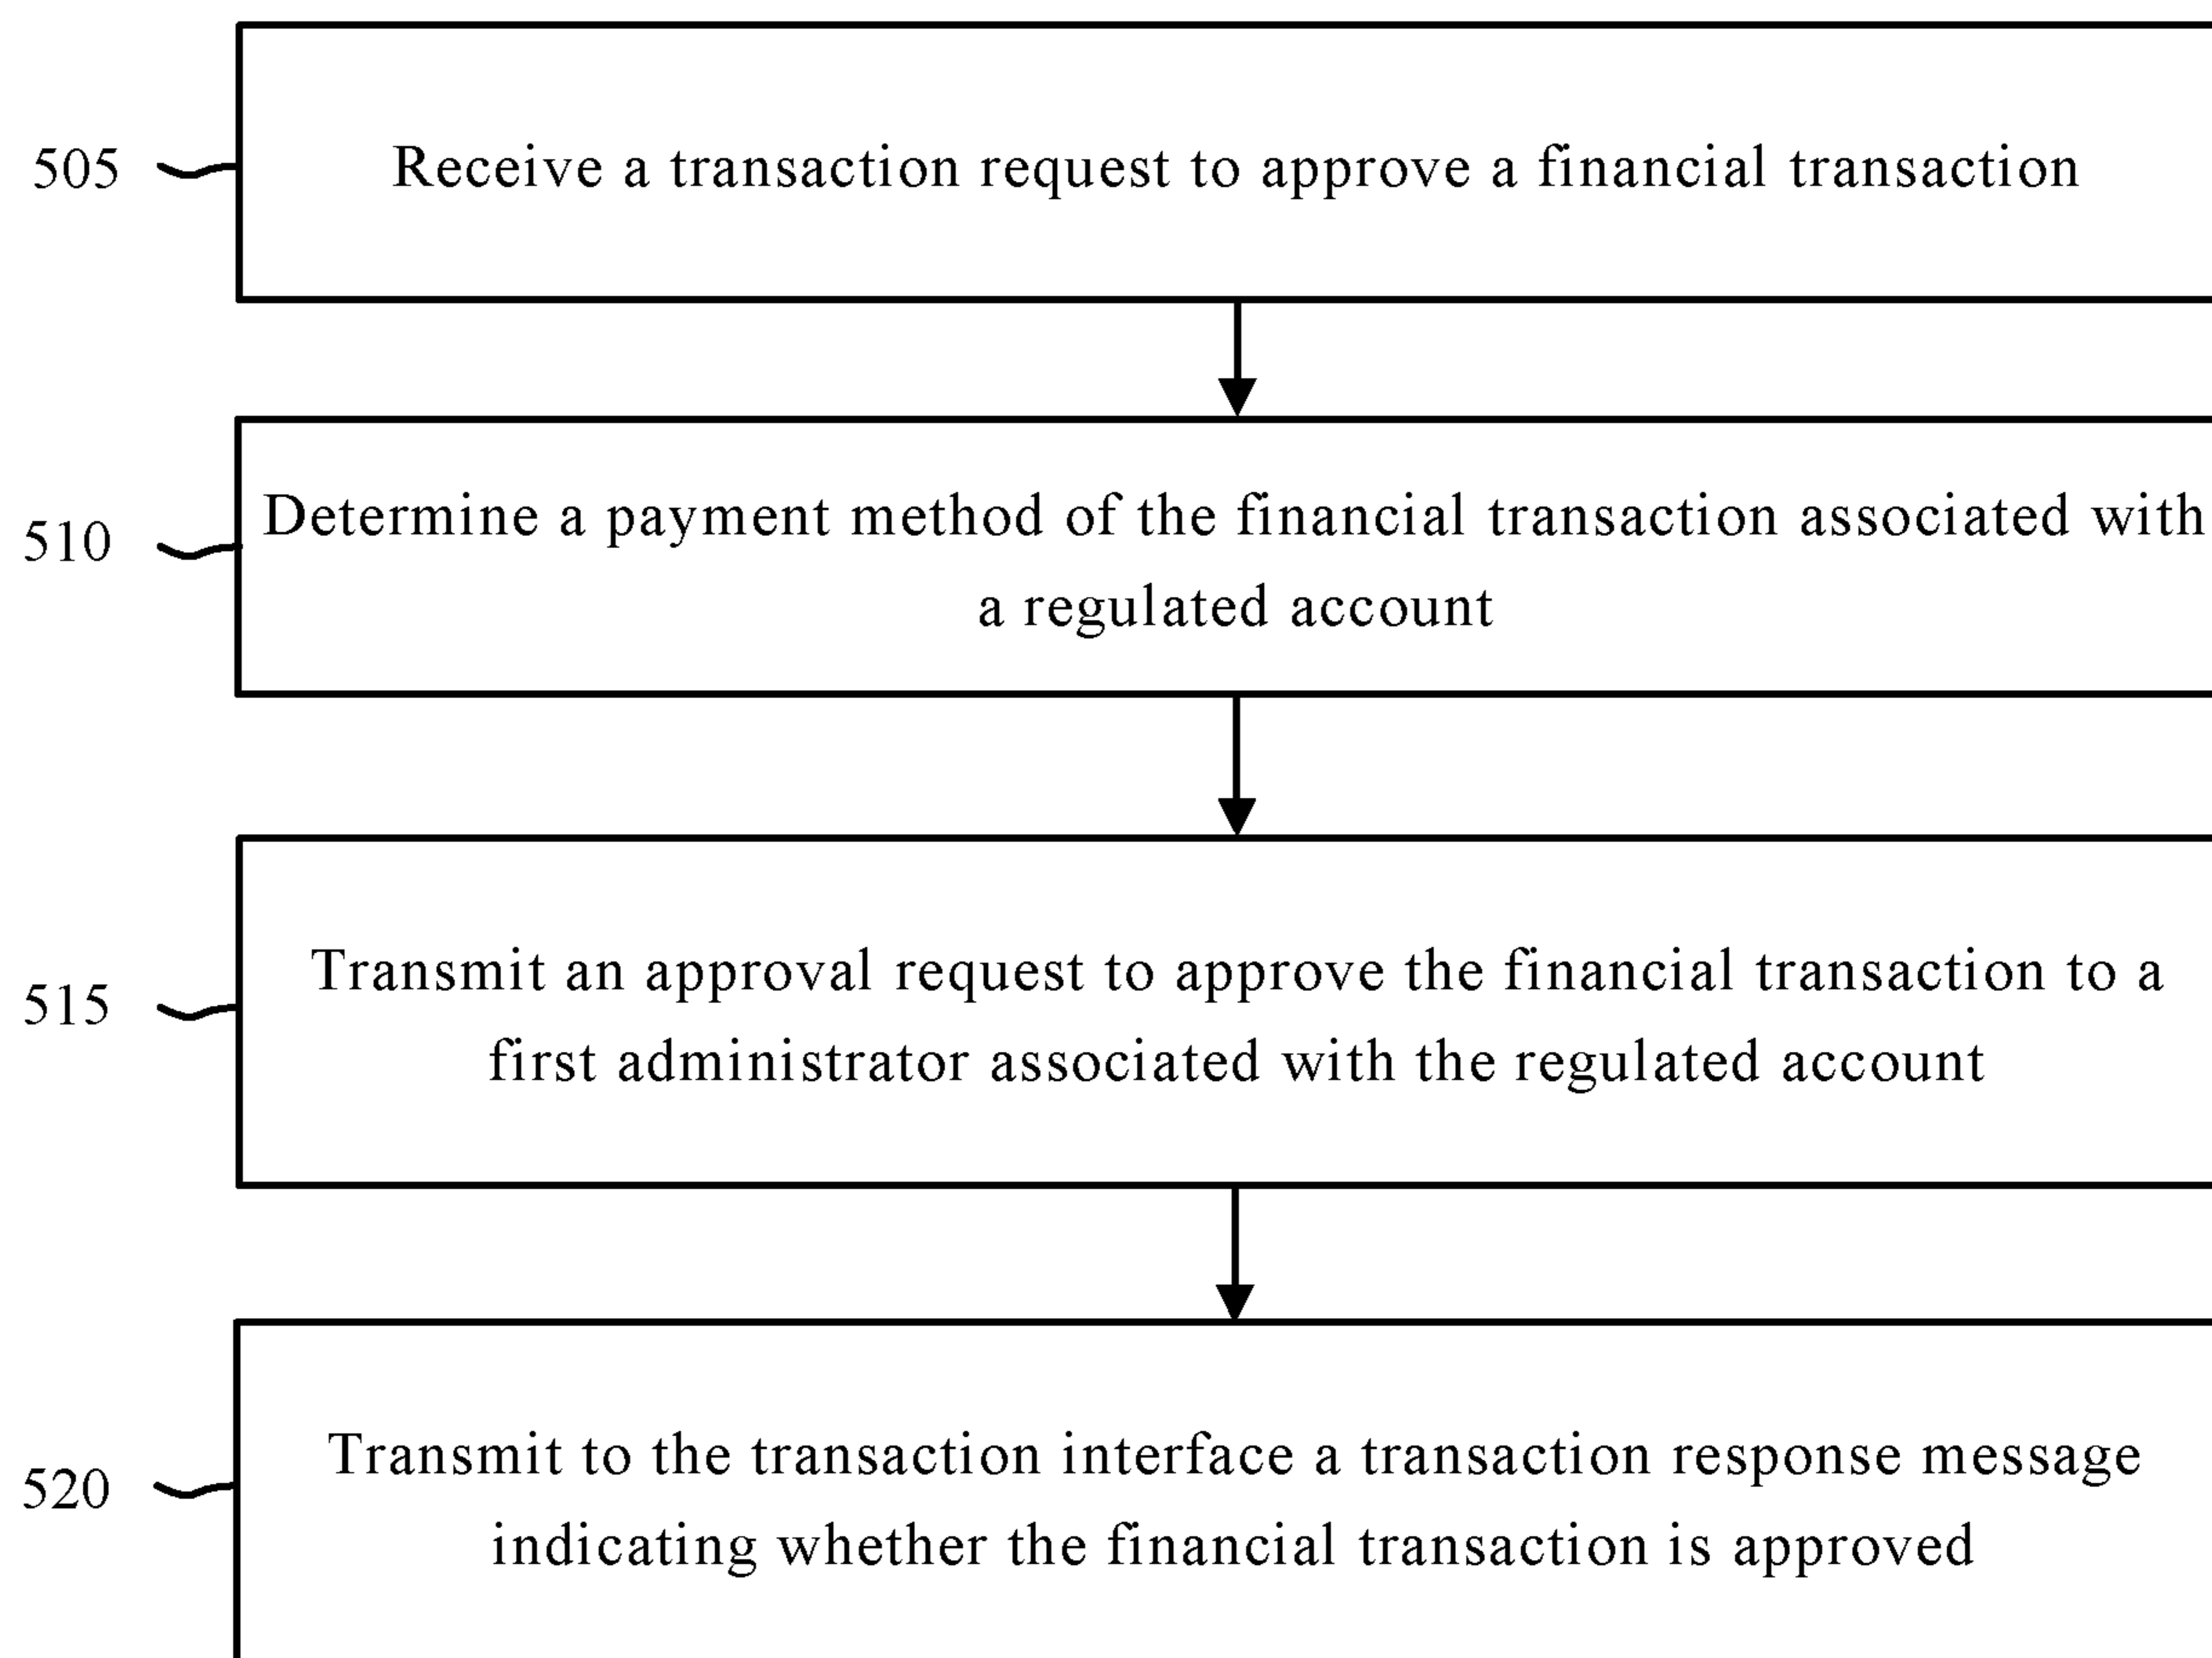 505
Receive a transaction request to approve a financial transaction
510
Determine a payment method of the financial transaction associated with
a regulated account
515
Transmit an approval request to approve the financial transaction to a
first administrator associated with the regulated account
520
Transmit to the transaction interface a transaction response message
indicating whether the financial transaction is approved